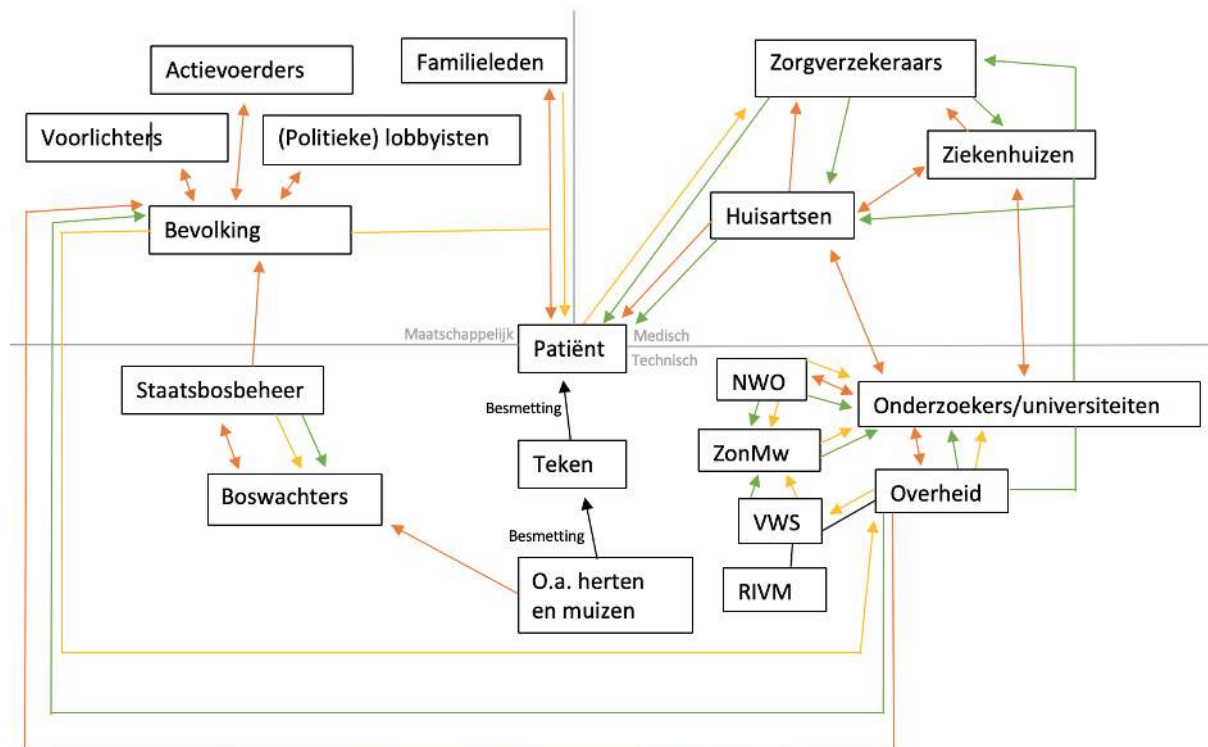 Familieleden
Zorgverzekeraars
Actievoerders
Voorlichters
(Politieke) lobbyisten
Ziekenhuizen
Bevolking
Huisartsen
Maatschappelijk
Medisch
Patiënt
Technisch
Staatsbosbeheer
NWO
Onderzoekers/universiteiten
Besmetting
Teken
ZonMw
Boswachters
Overheid
VWS
Besmetting
O.a. herten
en muizen
RIVM